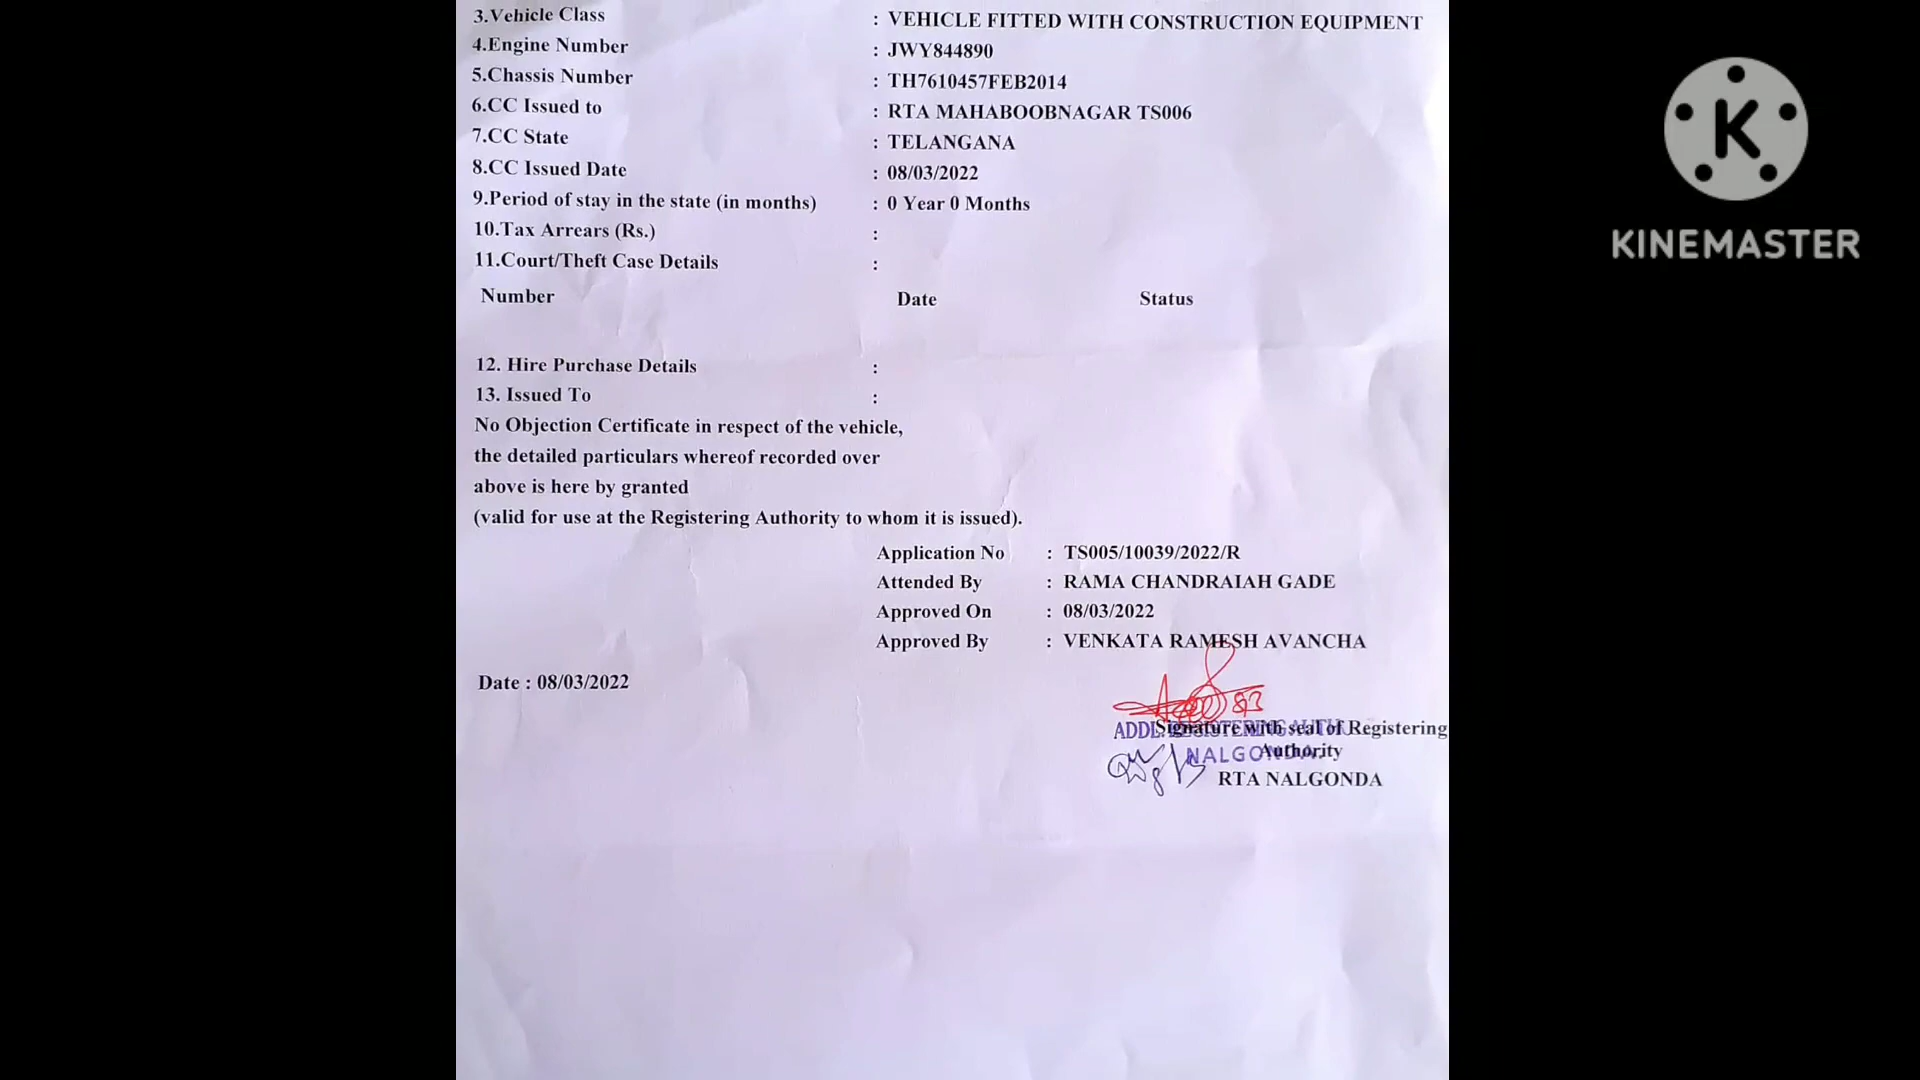 3.Vehicle Class : VEHICLE FITTED WITH CONSTRUCTION EQUIPMENT
4.Engine Number : JWY844890
5.Chassis Number : TH7610457FEB2014
6.CC Issued to : RTA MAHABOOBNAGAR TS006
7.CC State : TELANGANA
8.CC Issued Date : 08/03/2022
9.Period of stay in the state (in months) : 0 Year 0 Months
10.Tax Arrears (Rs.) :
11.Court/Theft Case Details :
Number Date Status
12. Hire Purchase Details :
13. Issued To :
No Objection Certificate in respect of the vehicle,
the detailed particulars whereof recorded over
above is here by granted
(valid for use at the Registering Authority to whom it is issued).
Application No : TS005/10039/2022/R
Attended By : RAMA CHANDRAIAH GADE
Approved On : 08/03/2022
Approved By : VENKATA RAMESH AVANCHA
Date : 08/03/2022
Signature with seal of Registering
Authority
RTA NALGONDA
ADDL. REGISTERING AUTH
NALGONDA
KINEMASTER